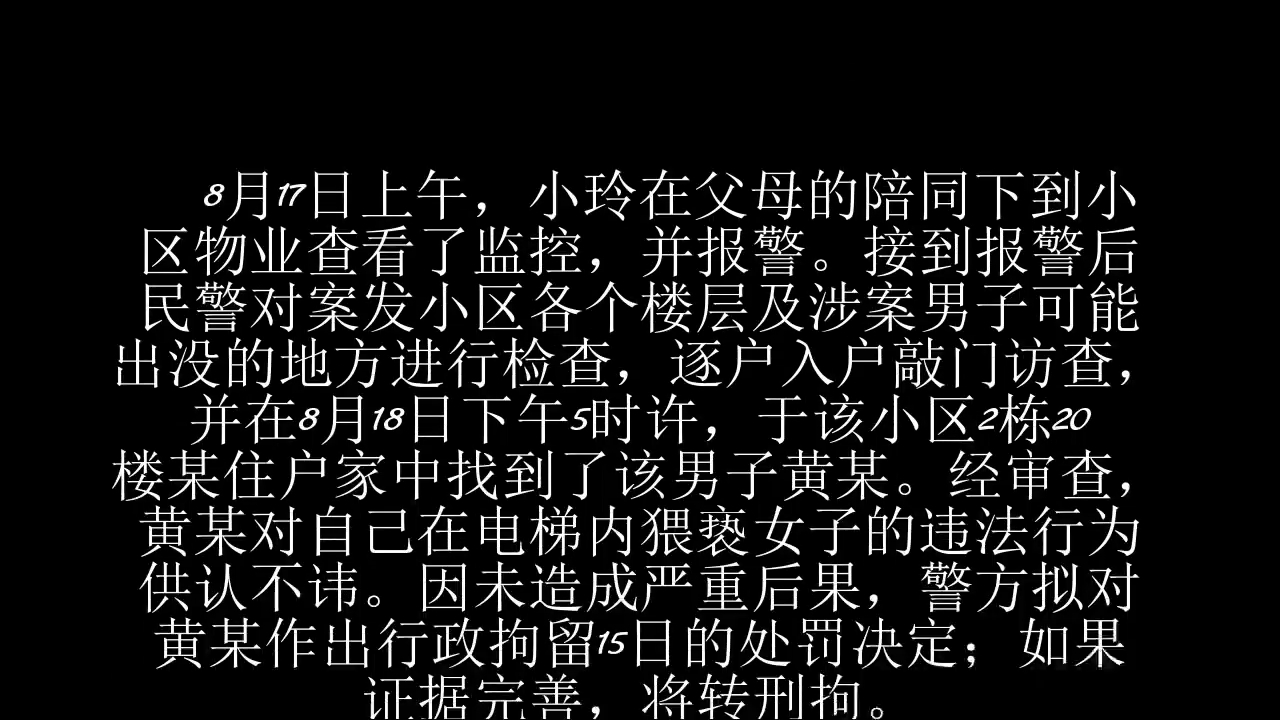 8月17日上午，小玲在父母的陪同下到小
区物业查看了监控，并报警。接到报警后
民警对案发小区各个楼层及涉案男子可能
出没的地方进行检查，逐户入户敲门访查，
并在8月18日下午5时许，于该小区2栋20
楼某住户家中找到了该男子黄某。经审查，
黄某对自己在电梯内猥亵女子的违法行为
供认不讳。因未造成严重后果，警方拟对
黄某作出行政拘留15日的处罚决定；如果
证据完善，将转刑拘。